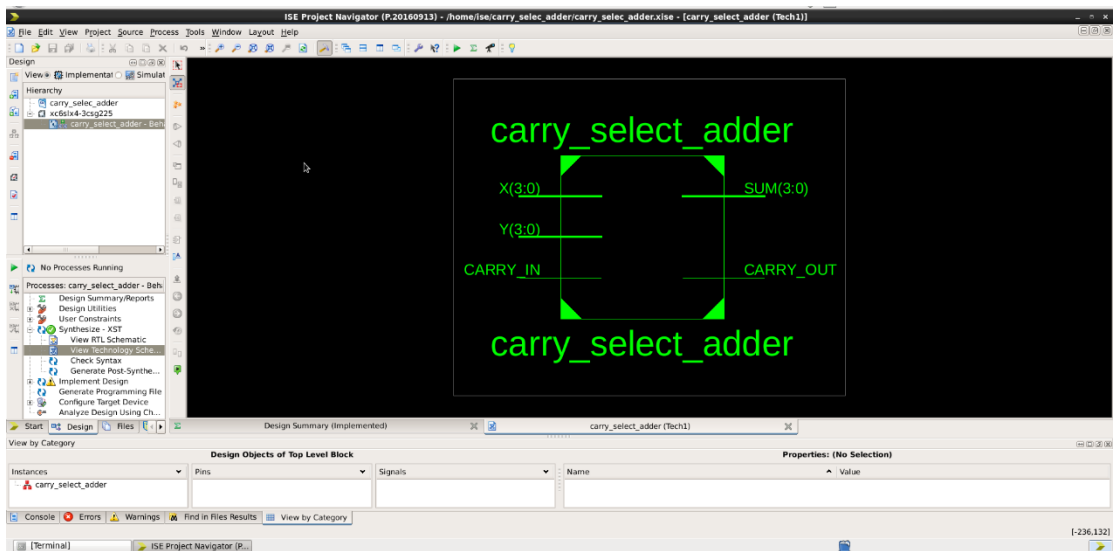 ISE Project Navigator (P.20160913) - /home/ise/carry_selec_adder/carry_selec_adder.xise - [carry_select_adder (Tech1)]
File Edit View Project Source Process Tools Window Layout Help
Design
View: Implementat Simulat
Hierarchy
carry_selec_adder
xc6slx4-3csg225
carry_select_adder - Beh
No Processes Running
Processes: carry_select_adder - Beh
Design Summary/Reports
Design Utilities
User Constraints
Synthesize - XST
View RTL Schematic
View Technology Sche...
Check Syntax
Generate Post-Synthe...
Implement Design
Generate Programming File
Configure Target Device
Analyze Design Using Ch...
carry_select_adder
X(3:0) SUM(3:0)
Y(3:0)
CARRY_IN CARRY_OUT
carry_select_adder
Start Design Files
Design Summary (Implemented) carry_select_adder (Tech1)
View by Category
Design Objects of Top Level Block Properties: (No Selection)
Instances Pins Signals Name Value
carry_select_adder
Console Errors Warnings Find in Files Results View by Category
[-236,132]
[Terminal] ISE Project Navigator (P...